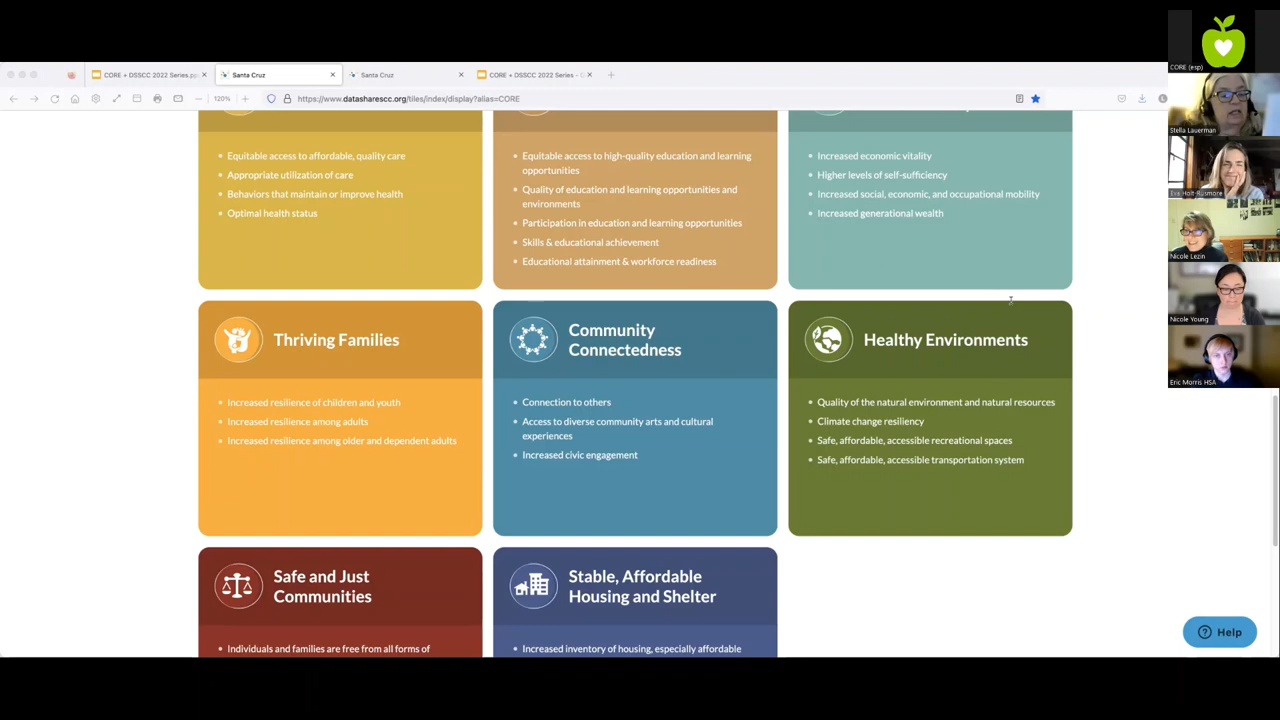 CORE + DSSCC 2022 Series.pp
Santa Cruz
Santa Cruz
CORE + DSSCC 2022 Series -
120%
https://www.datasharescc.org/tiles/index/display?alias=CORE
Equitable access to affordable, quality care
Appropriate utilization of care
Behaviors that maintain or improve health
Optimal health status
Equitable access to high-quality education and learning
opportunities
Quality of education and learning opportunities and
environments
Participation in education and learning opportunities
Skills & educational achievement
Educational attainment & workforce readiness
Increased economic vitality
Higher levels of self-sufficiency
Increased social, economic, and occupational mobility
Increased generational wealth
Thriving Families
Increased resilience of children and youth
Increased resilience among adults
Increased resilience among older and dependent adults
Community
Connectedness
Connection to others
Access to diverse community arts and cultural
experiences
Increased civic engagement
Healthy Environments
Quality of the natural environment and natural resources
Climate change resiliency
Safe, affordable, accessible recreational spaces
Safe, affordable, accessible transportation system
Safe and Just
Communities
Individuals and families are free from all forms of
Stable, Affordable
Housing and Shelter
Increased inventory of housing, especially affordable
Help
CORE (esp)
Stella Lauerman
Holt-Rusmore
Nicole Lezin
Nicole Young
Eric Morris HSA